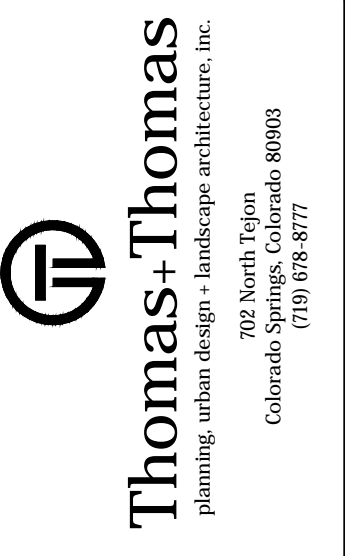 Thomas+Thomas
planning, urban design + landscape architecture, inc.
702 North Tejon
Colorado Springs, Colorado 80903
(719) 678-8777